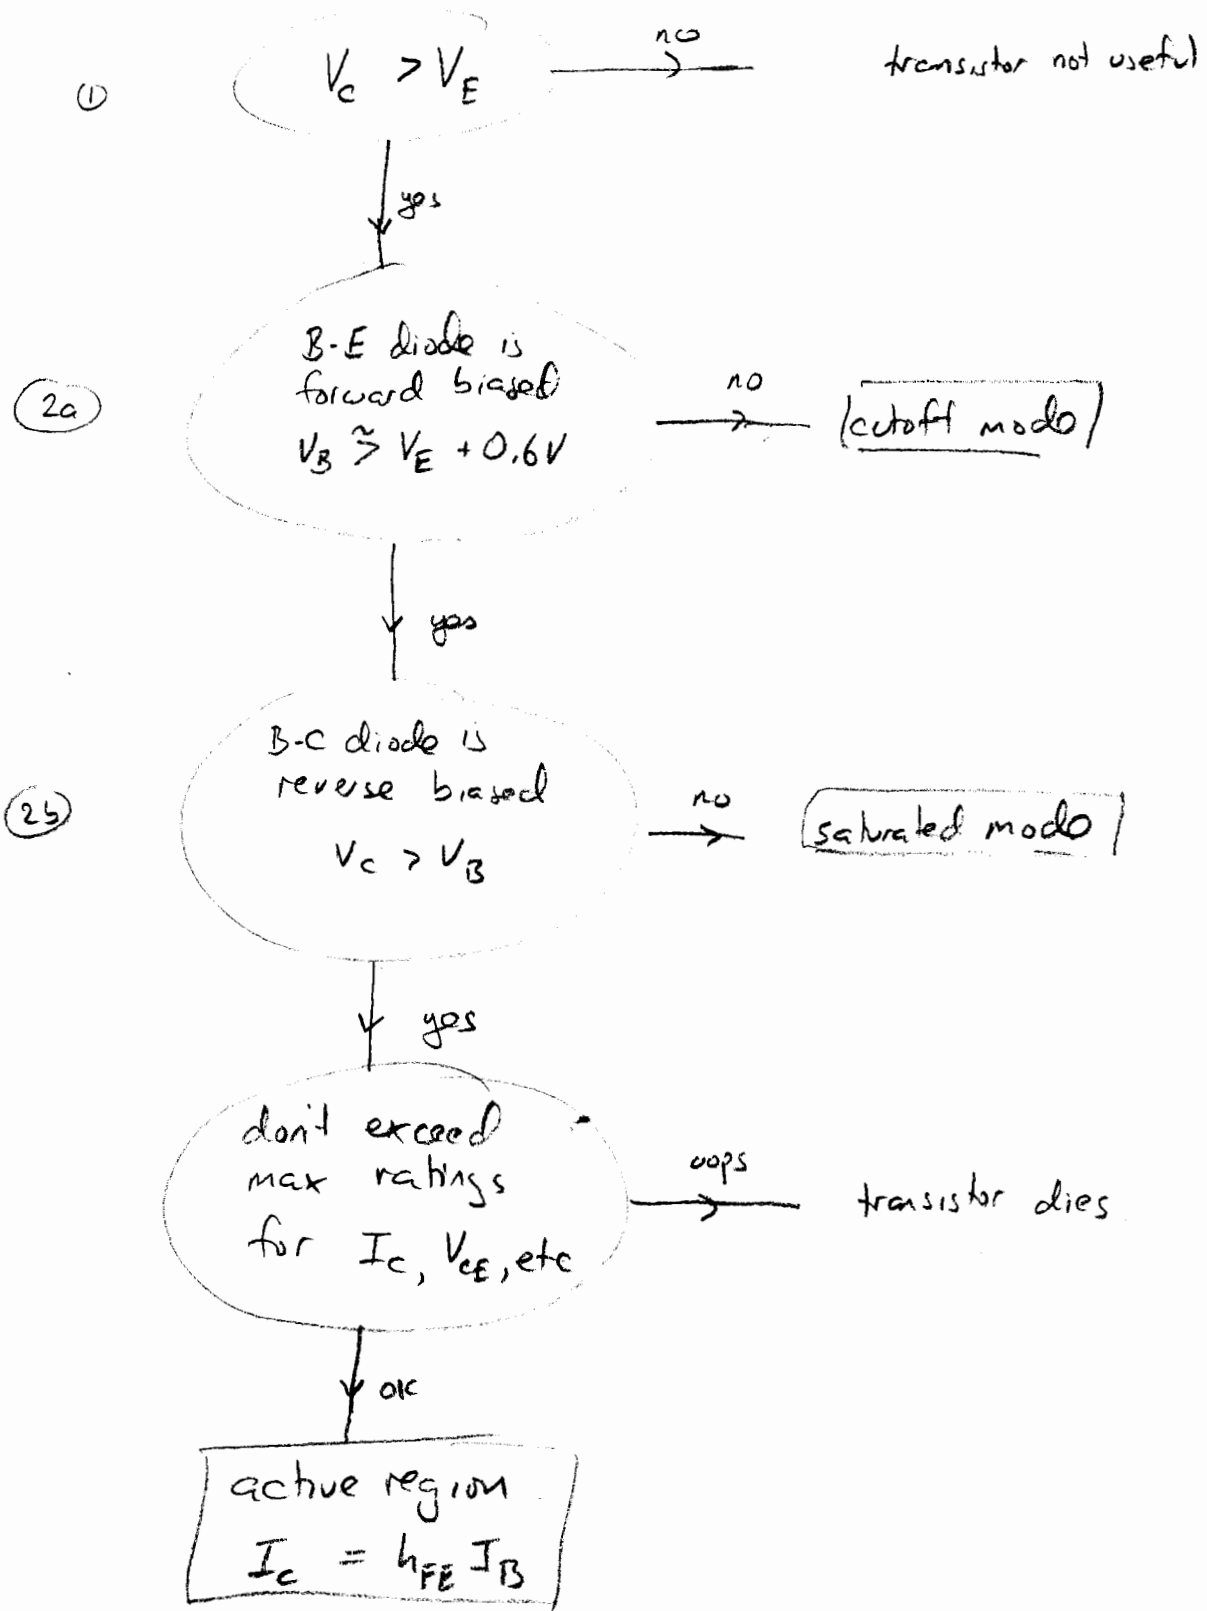 ①
V_C > V_E
no
transistor not useful
yes
2a
B-E diode is
forward biased
V_B ≳ V_E + 0.6V
no
cutoff mode
yes
2b
B-C diode is
reverse biased
V_C > V_B
no
saturated mode
yes
don't exceed
max ratings
for I_C, V_CE, etc
oops
transistor dies
OK
active region
I_C = h_FE I_B